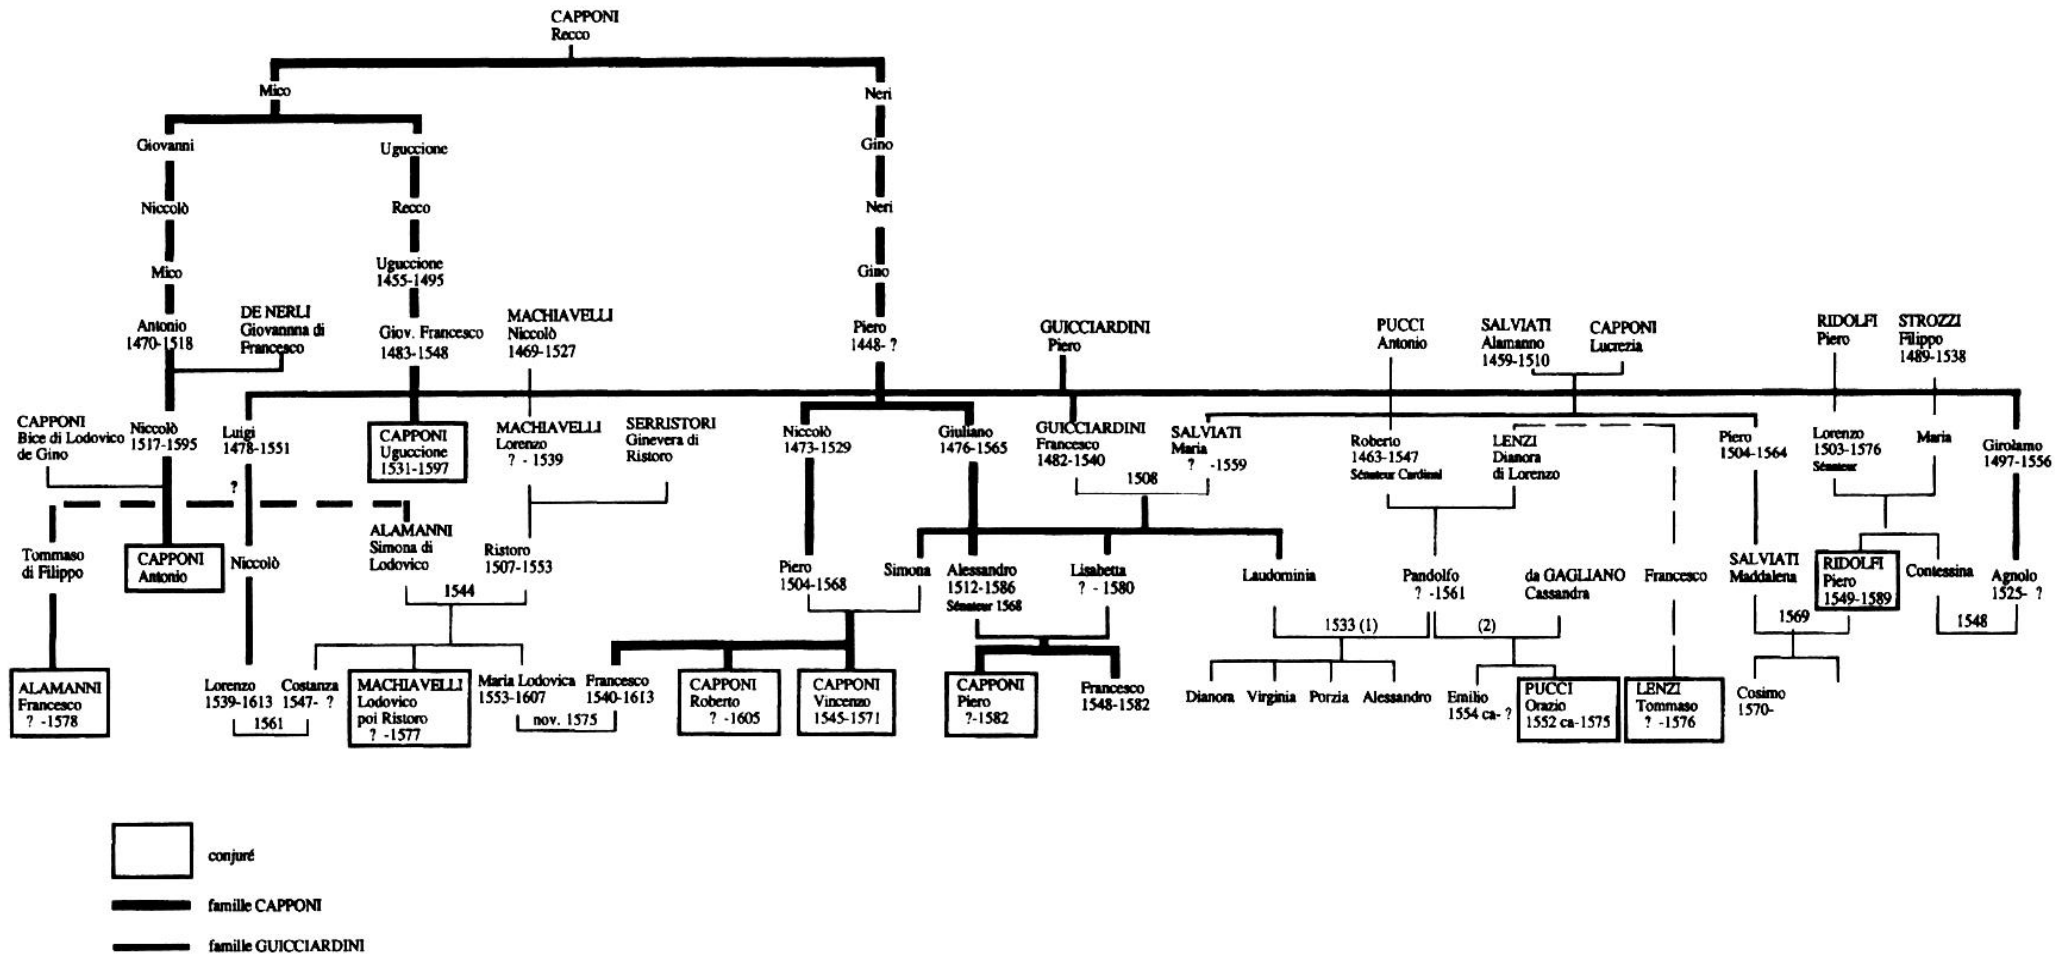 CAPPONI
Recco
Mico
Neri
Giovanni
Uguccione
Gino
Niccolò
Recco
Neri
Mico
Uguccione
1455-1495
Gino
Antonio
1470-1518
DE NERLI
Giovannna di
Francesco
Giov. Francesco
1483-1548
MACHIAVELLI
Niccolò
1469-1527
Piero
1448- ?
GUICCIARDINI
Piero
PUCCI
Antonio
SALVIATI
Alamanno
1459-1510
CAPPONI
Lucrezia
RIDOLFI
Piero
STROZZI
Filippo
1489-1538
CAPPONI
Bice di Lodovico
de Gino
Niccolò
1517-1595
Luigi
1478-1551
?
CAPPONI
Uguccione
1531-1597
MACHIAVELLI
Lorenzo
? - 1539
SERRISTORI
Ginevera di
Ristoro
Niccolò
1473-1529
Giuliano
1476-1565
GUICCIARDINI
Francesco
1482-1540
SALVIATI
Maria
? -1559
1508
Roberto
1463-1547
Sénateur Cardinal
LENZI
Dianora
di Lorenzo
Piero
1504-1564
Lorenzo
1503-1576
Sénateur
Maria
Girolamo
1497-1556
Tommaso
di Filippo
CAPPONI
Antonio
Niccolò
ALAMANNI
Simona di
Lodovico
Ristoro
1507-1553
1544
Piero
1504-1568
Simona
Alessandro
1512-1586
Sénateur 1568
Lisabetta
? - 1580
Laudominia
Pandolfo
? -1561
da GAGLIANO
Cassandra
Francesco
SALVIATI
Maddalena
RIDOLFI
Piero
1549-1589
Contessina
Agnolo
1525- ?
1533 (1)
(2)
1569
1548
ALAMANNI
Francesco
? -1578
Lorenzo
1539-1613
Costanza
1547- ?
1561
MACHIAVELLI
Lodovico
poi Ristoro
? -1577
Maria Lodovica
1553-1607
Francesco
1540-1613
nov. 1575
CAPPONI
Roberto
? -1605
CAPPONI
Vincenzo
1545-1571
CAPPONI
Piero
?-1582
Francesco
1548-1582
Dianora
Virginia
Porzia
Alessandro
Emilio
1554 ca- ?
PUCCI
Orazio
1552 ca-1575
LENZI
Tommaso
? -1576
Cosimo
1570-
conjuré
famille CAPPONI
famille GUICCIARDINI